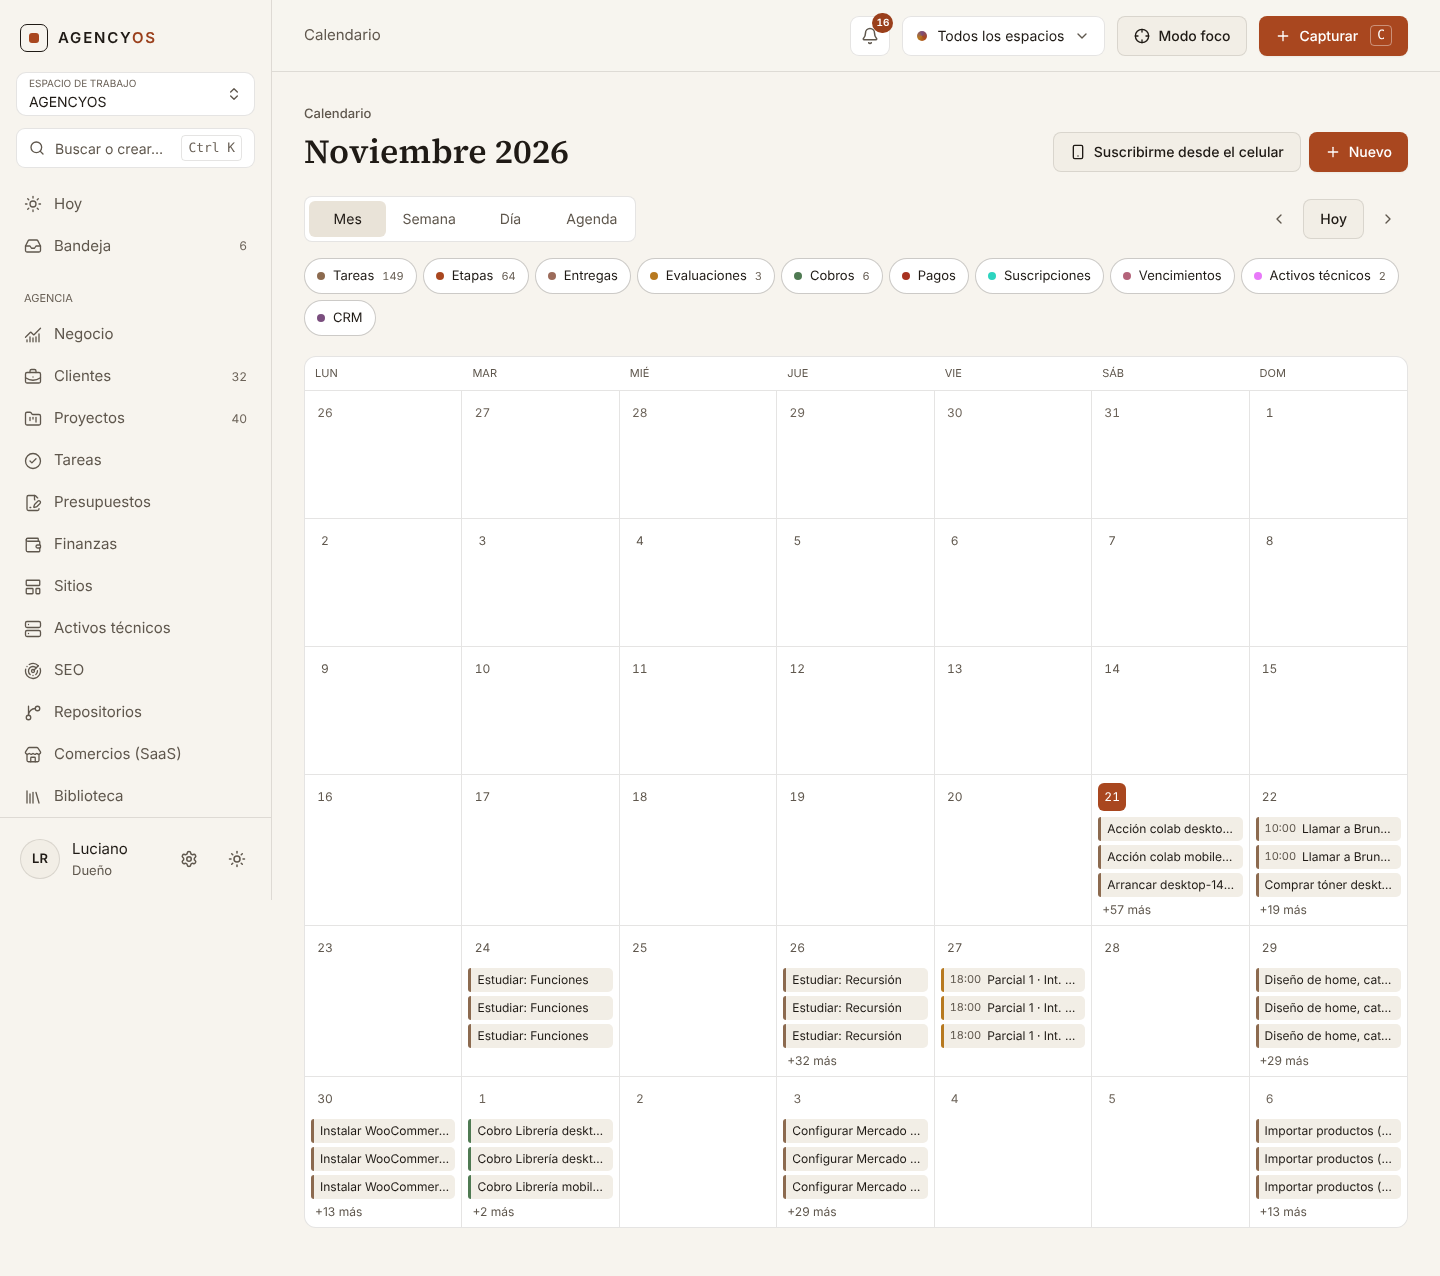 AGENCYOS
ESPACIO DE TRABAJO
AGENCYOS
Buscar o crear... Ctrl K
Hoy
Bandeja 6
AGENCIA
Negocio
Clientes 32
Proyectos 40
Tareas
Presupuestos
Finanzas
Sitios
Activos técnicos
SEO
Repositorios
Comercios (SaaS)
Biblioteca
LR
Luciano
Dueño
Calendario
16
Todos los espacios
Modo foco
Capturar C
Calendario
Noviembre 2026
Suscribirme desde el celular
Nuevo
Mes Semana Día Agenda
Hoy
Tareas 149 Etapas 64 Entregas Evaluaciones 3 Cobros 6 Pagos Suscripciones Vencimientos Activos técnicos 2
CRM
LUN MAR MIÉ JUE VIE SÁB DOM
26 27 28 29 30 31 1
2 3 4 5 6 7 8
9 10 11 12 13 14 15
16 17 18 19 20 21 22
Acción colab deskto... 10:00 Llamar a Brun...
Acción colab mobile... 10:00 Llamar a Brun...
Arrancar desktop-14... Comprar tóner deskt...
+57 más +19 más
23 24 25 26 27 28 29
Estudiar: Funciones Estudiar: Recursión 18:00 Parcial 1 · Int. ... Diseño de home, cat...
Estudiar: Funciones Estudiar: Recursión 18:00 Parcial 1 · Int. ... Diseño de home, cat...
Estudiar: Funciones Estudiar: Recursión 18:00 Parcial 1 · Int. ... Diseño de home, cat...
+32 más +29 más
30 1 2 3 4 5 6
Instalar WooCommer... Cobro Librería deskt... Configurar Mercado ... Importar productos (...
Instalar WooCommer... Cobro Librería deskt... Configurar Mercado ... Importar productos (...
Instalar WooCommer... Cobro Librería mobil... Configurar Mercado ... Importar productos (...
+13 más +2 más +29 más +13 más